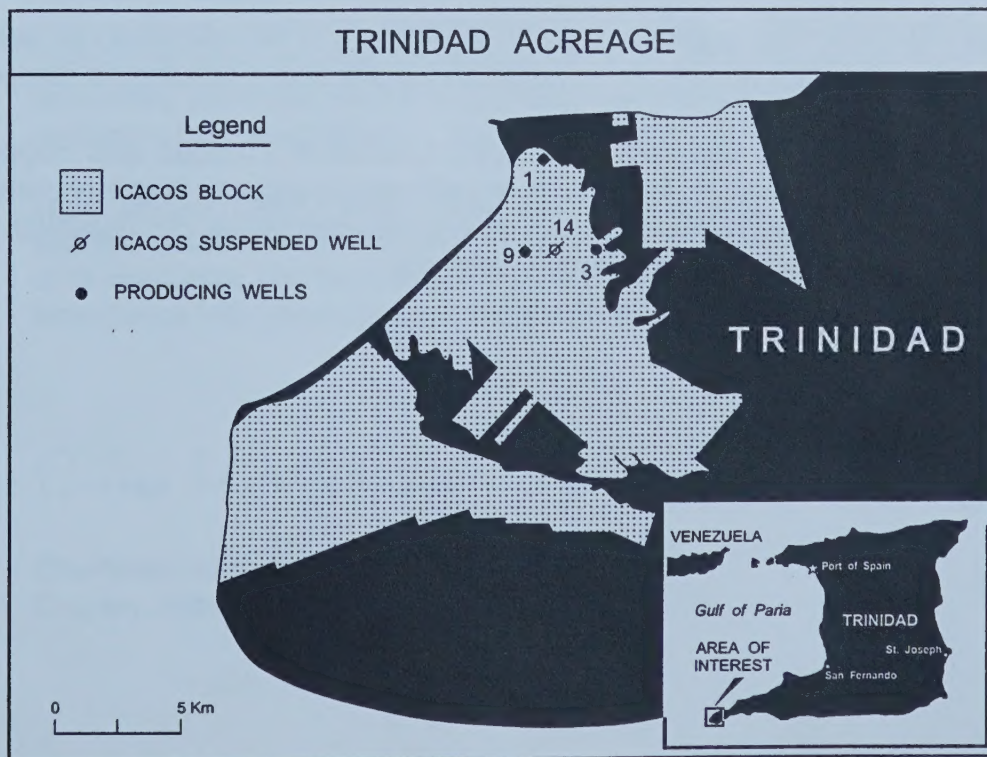 TRINIDAD ACREAGE
Legend
ICACOS BLOCK
ICACOS SUSPENDED WELL
PRODUCING WELLS
1
14
9
3
TRINIDAD
0 5 Km
VENEZUELA
Port of Spain
Gulf of Paria
TRINIDAD
AREA OF
INTEREST
St. Joseph
San Fernando